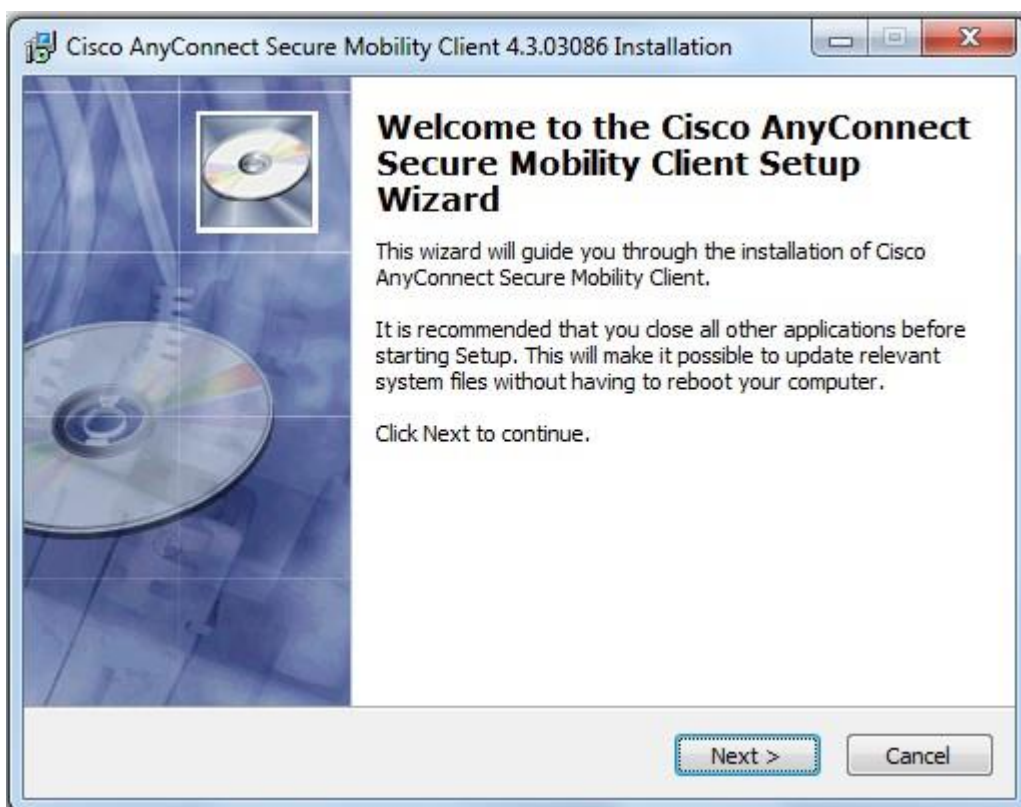 Cisco AnyConnect Secure Mobility Client 4.3.03086 Installation
Welcome to the Cisco AnyConnect
Secure Mobility Client Setup
Wizard
This wizard will guide you through the installation of Cisco
AnyConnect Secure Mobility Client.
It is recommended that you close all other applications before
starting Setup. This will make it possible to update relevant
system files without having to reboot your computer.
Click Next to continue.
Next >
Cancel